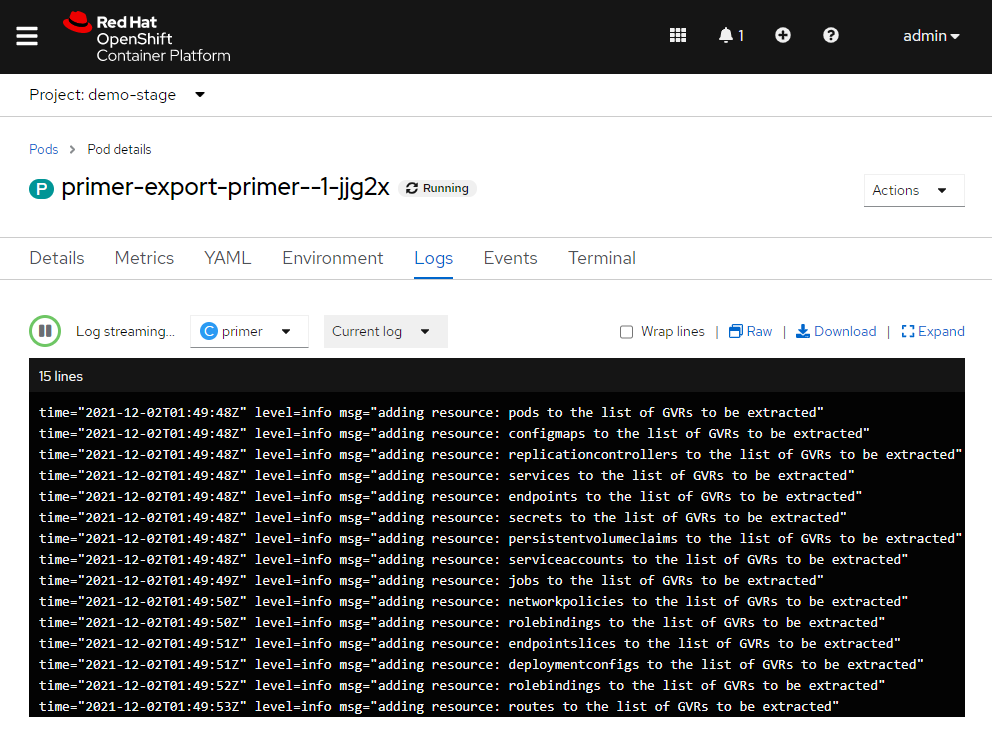 Red Hat
OpenShift
Container Platform
1
admin
Project: demo-stage
Pods
Pod details
P
primer-export-primer--1-jjg2x
Running
Actions
Details
Metrics
YAML
Environment
Logs
Events
Terminal
Log streaming...
C primer
Current log
Wrap lines | Raw | Download | Expand
15 lines
time="2021-12-02T01:49:48Z" level=info msg="adding resource: pods to the list of GVRs to be extracted"
time="2021-12-02T01:49:48Z" level=info msg="adding resource: configmaps to the list of GVRs to be extracted"
time="2021-12-02T01:49:48Z" level=info msg="adding resource: replicationcontrollers to the list of GVRs to be extracted"
time="2021-12-02T01:49:48Z" level=info msg="adding resource: services to the list of GVRs to be extracted"
time="2021-12-02T01:49:48Z" level=info msg="adding resource: endpoints to the list of GVRs to be extracted"
time="2021-12-02T01:49:48Z" level=info msg="adding resource: secrets to the list of GVRs to be extracted"
time="2021-12-02T01:49:48Z" level=info msg="adding resource: persistentvolumeclaims to the list of GVRs to be extracted"
time="2021-12-02T01:49:48Z" level=info msg="adding resource: serviceaccounts to the list of GVRs to be extracted"
time="2021-12-02T01:49:49Z" level=info msg="adding resource: jobs to the list of GVRs to be extracted"
time="2021-12-02T01:49:50Z" level=info msg="adding resource: networkpolicies to the list of GVRs to be extracted"
time="2021-12-02T01:49:50Z" level=info msg="adding resource: rolebindings to the list of GVRs to be extracted"
time="2021-12-02T01:49:51Z" level=info msg="adding resource: endpointslices to the list of GVRs to be extracted"
time="2021-12-02T01:49:51Z" level=info msg="adding resource: deploymentconfigs to the list of GVRs to be extracted"
time="2021-12-02T01:49:52Z" level=info msg="adding resource: rolebindings to the list of GVRs to be extracted"
time="2021-12-02T01:49:53Z" level=info msg="adding resource: routes to the list of GVRs to be extracted"